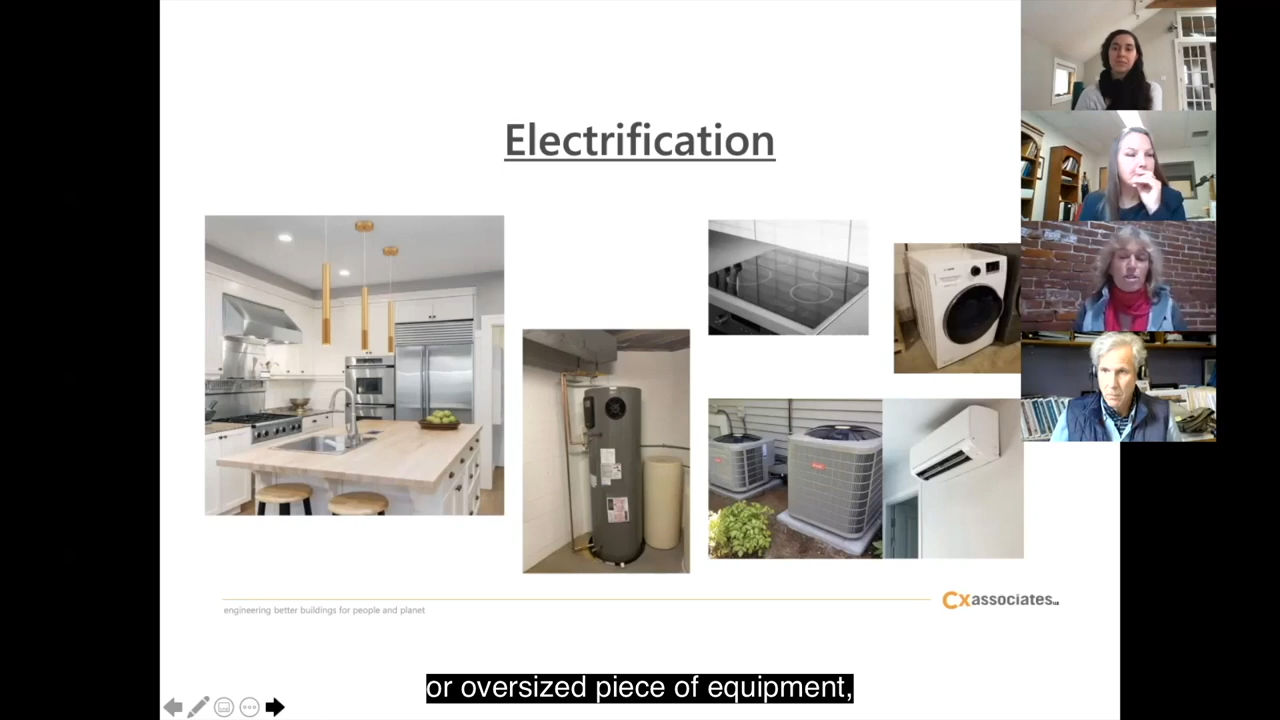 Electrification
engineering better buildings for people and planet
Cxassociates
or oversized piece of equipment,